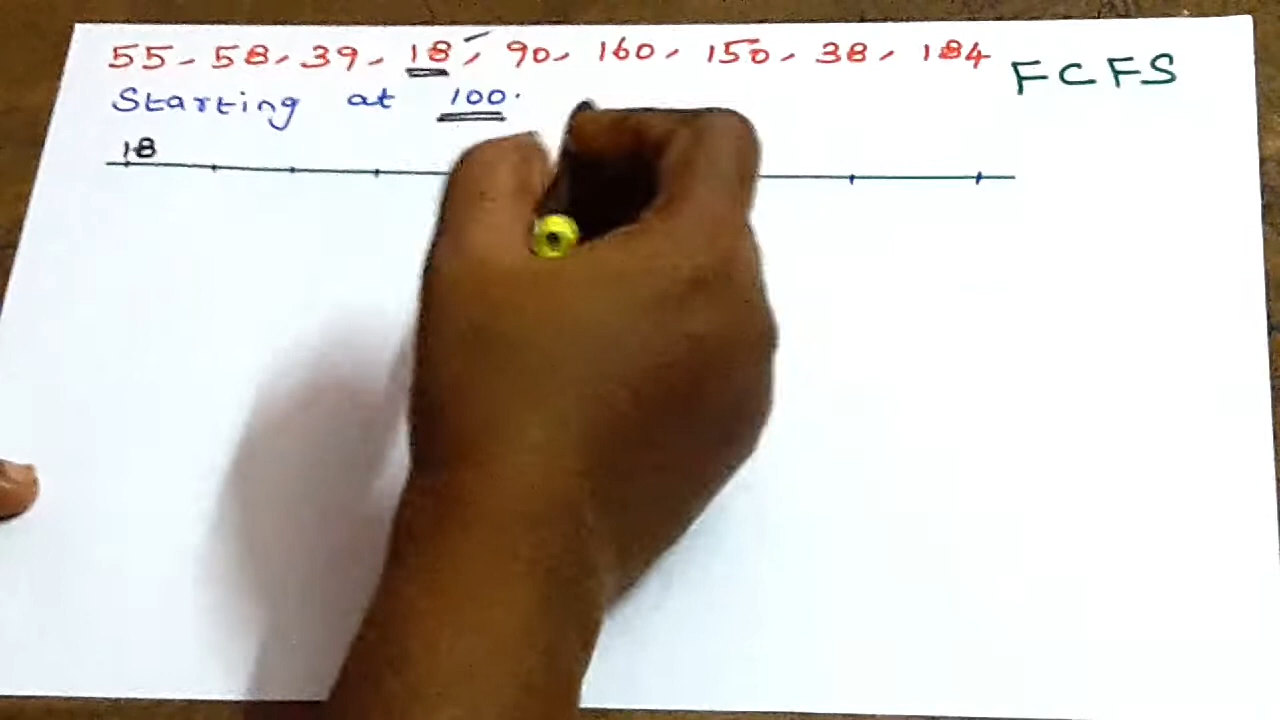 55, 58, 39, 18, 90, 160, 150, 38, 184
FCFS
Starting at 100.
18